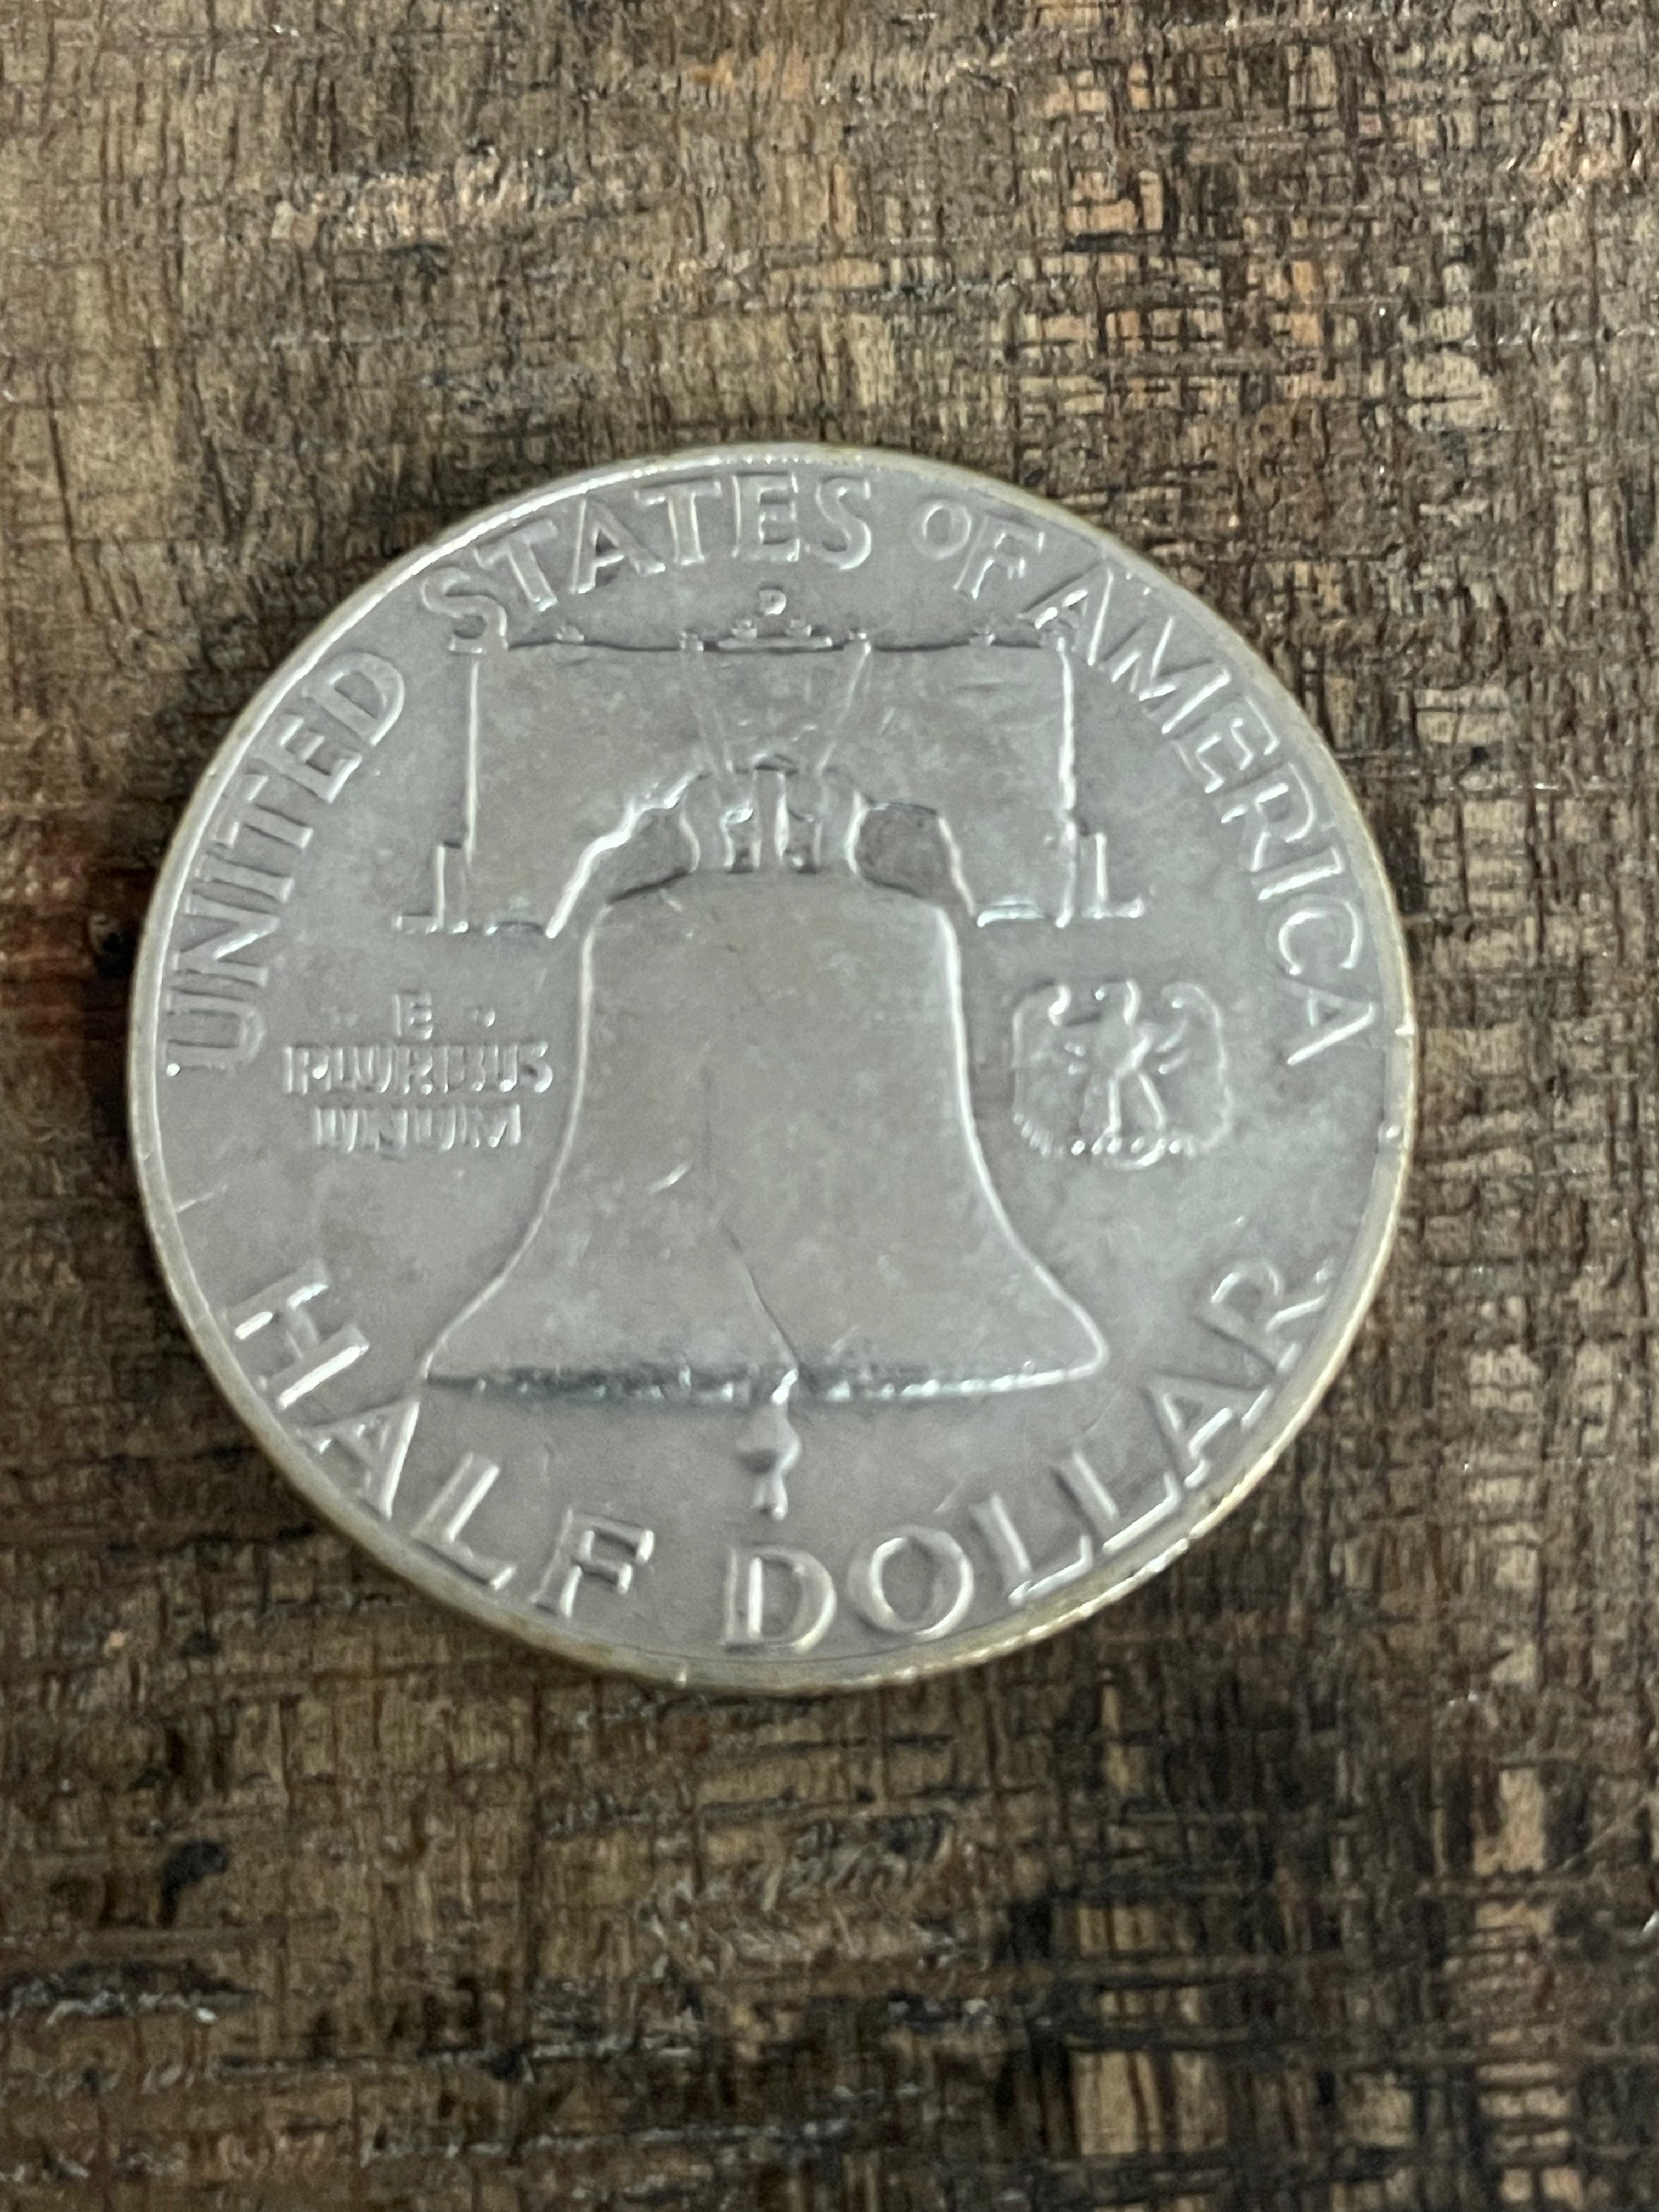 UNITED STATES OF AMERICA
D
· E ·
PLURIBUS
UNUM
HALF DOLLAR